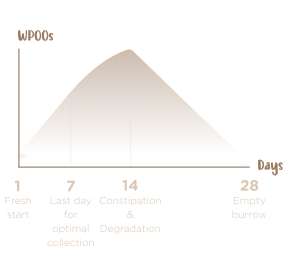 WPOOs
Days
1
Fresh
start
7
Last day
for
optimal
collection
14
Constipation
&
Degradation
28
Empty
burrow